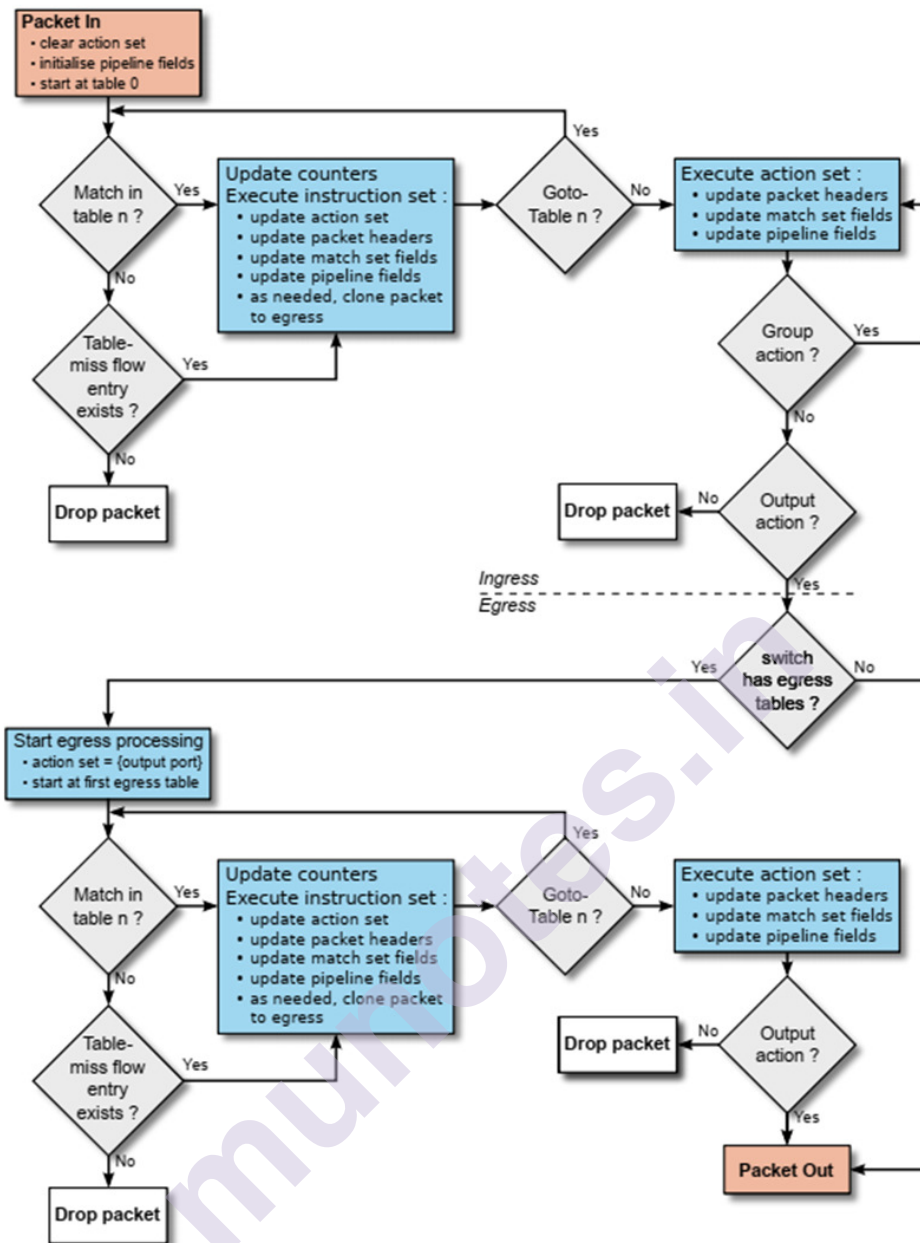 Packet In
• clear action set
• initialise pipeline fields
• start at table 0
Yes
Match in
table n ?
Yes
Update counters
Execute instruction set :
• update action set
• update packet headers
• update match set fields
• update pipeline fields
• as needed, clone packet
to egress
Goto-
Table n ?
No
Execute action set :
• update packet headers
• update match set fields
• update pipeline fields
No
Table-
miss flow
entry
exists ?
Yes
Group
action ?
Yes
No
No
Drop packet
Drop packet
No
Output
action ?
Yes
Ingress
Egress
Yes
switch
has egress
tables ?
No
Start egress processing
• action set = {output port}
• start at first egress table
Yes
Match in
table n ?
Yes
Update counters
Execute instruction set :
• update action set
• update packet headers
• update match set fields
• update pipeline fields
• as needed, clone packet
to egress
Goto-
Table n ?
No
Execute action set :
• update packet headers
• update match set fields
• update pipeline fields
No
Table-
miss flow
entry
exists ?
Yes
Drop packet
No
Output
action ?
Yes
No
Drop packet
Packet Out
munotes.in